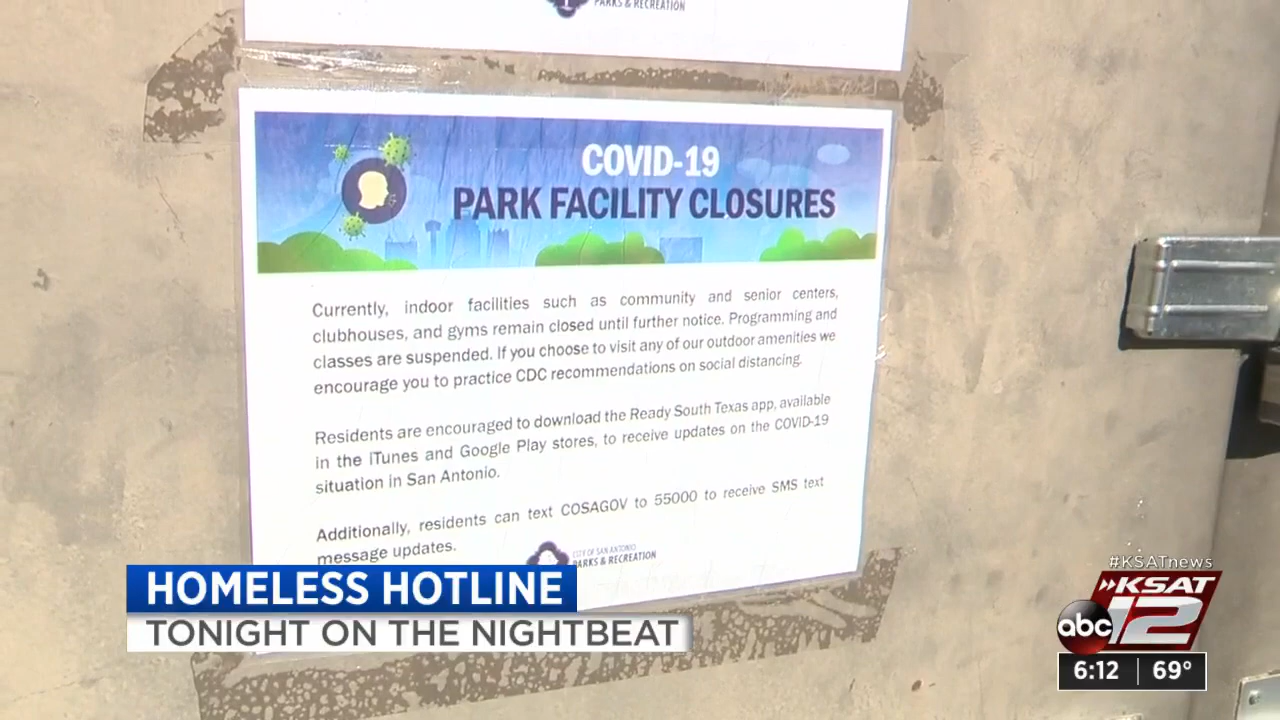 PARKS & RECREATION
COVID-19
PARK FACILITY CLOSURES
Currently, indoor facilities such as community and senior centers,
clubhouses, and gyms remain closed until further notice. Programming and
classes are suspended. If you choose to visit any of our outdoor amenities we
encourage you to practice CDC recommendations on social distancing.
Residents are encouraged to download the Ready South Texas app, available
in the iTunes and Google Play stores, to receive updates on the COVID-19
situation in San Antonio.
Additionally, residents can text COSAGOV to 55000 to receive SMS text
message updates.
CITY OF SAN ANTONIO
PARKS & RECREATION
HOMELESS HOTLINE
TONIGHT ON THE NIGHTBEAT
#KSATnews
KSAT
abc 12
6:12 69°